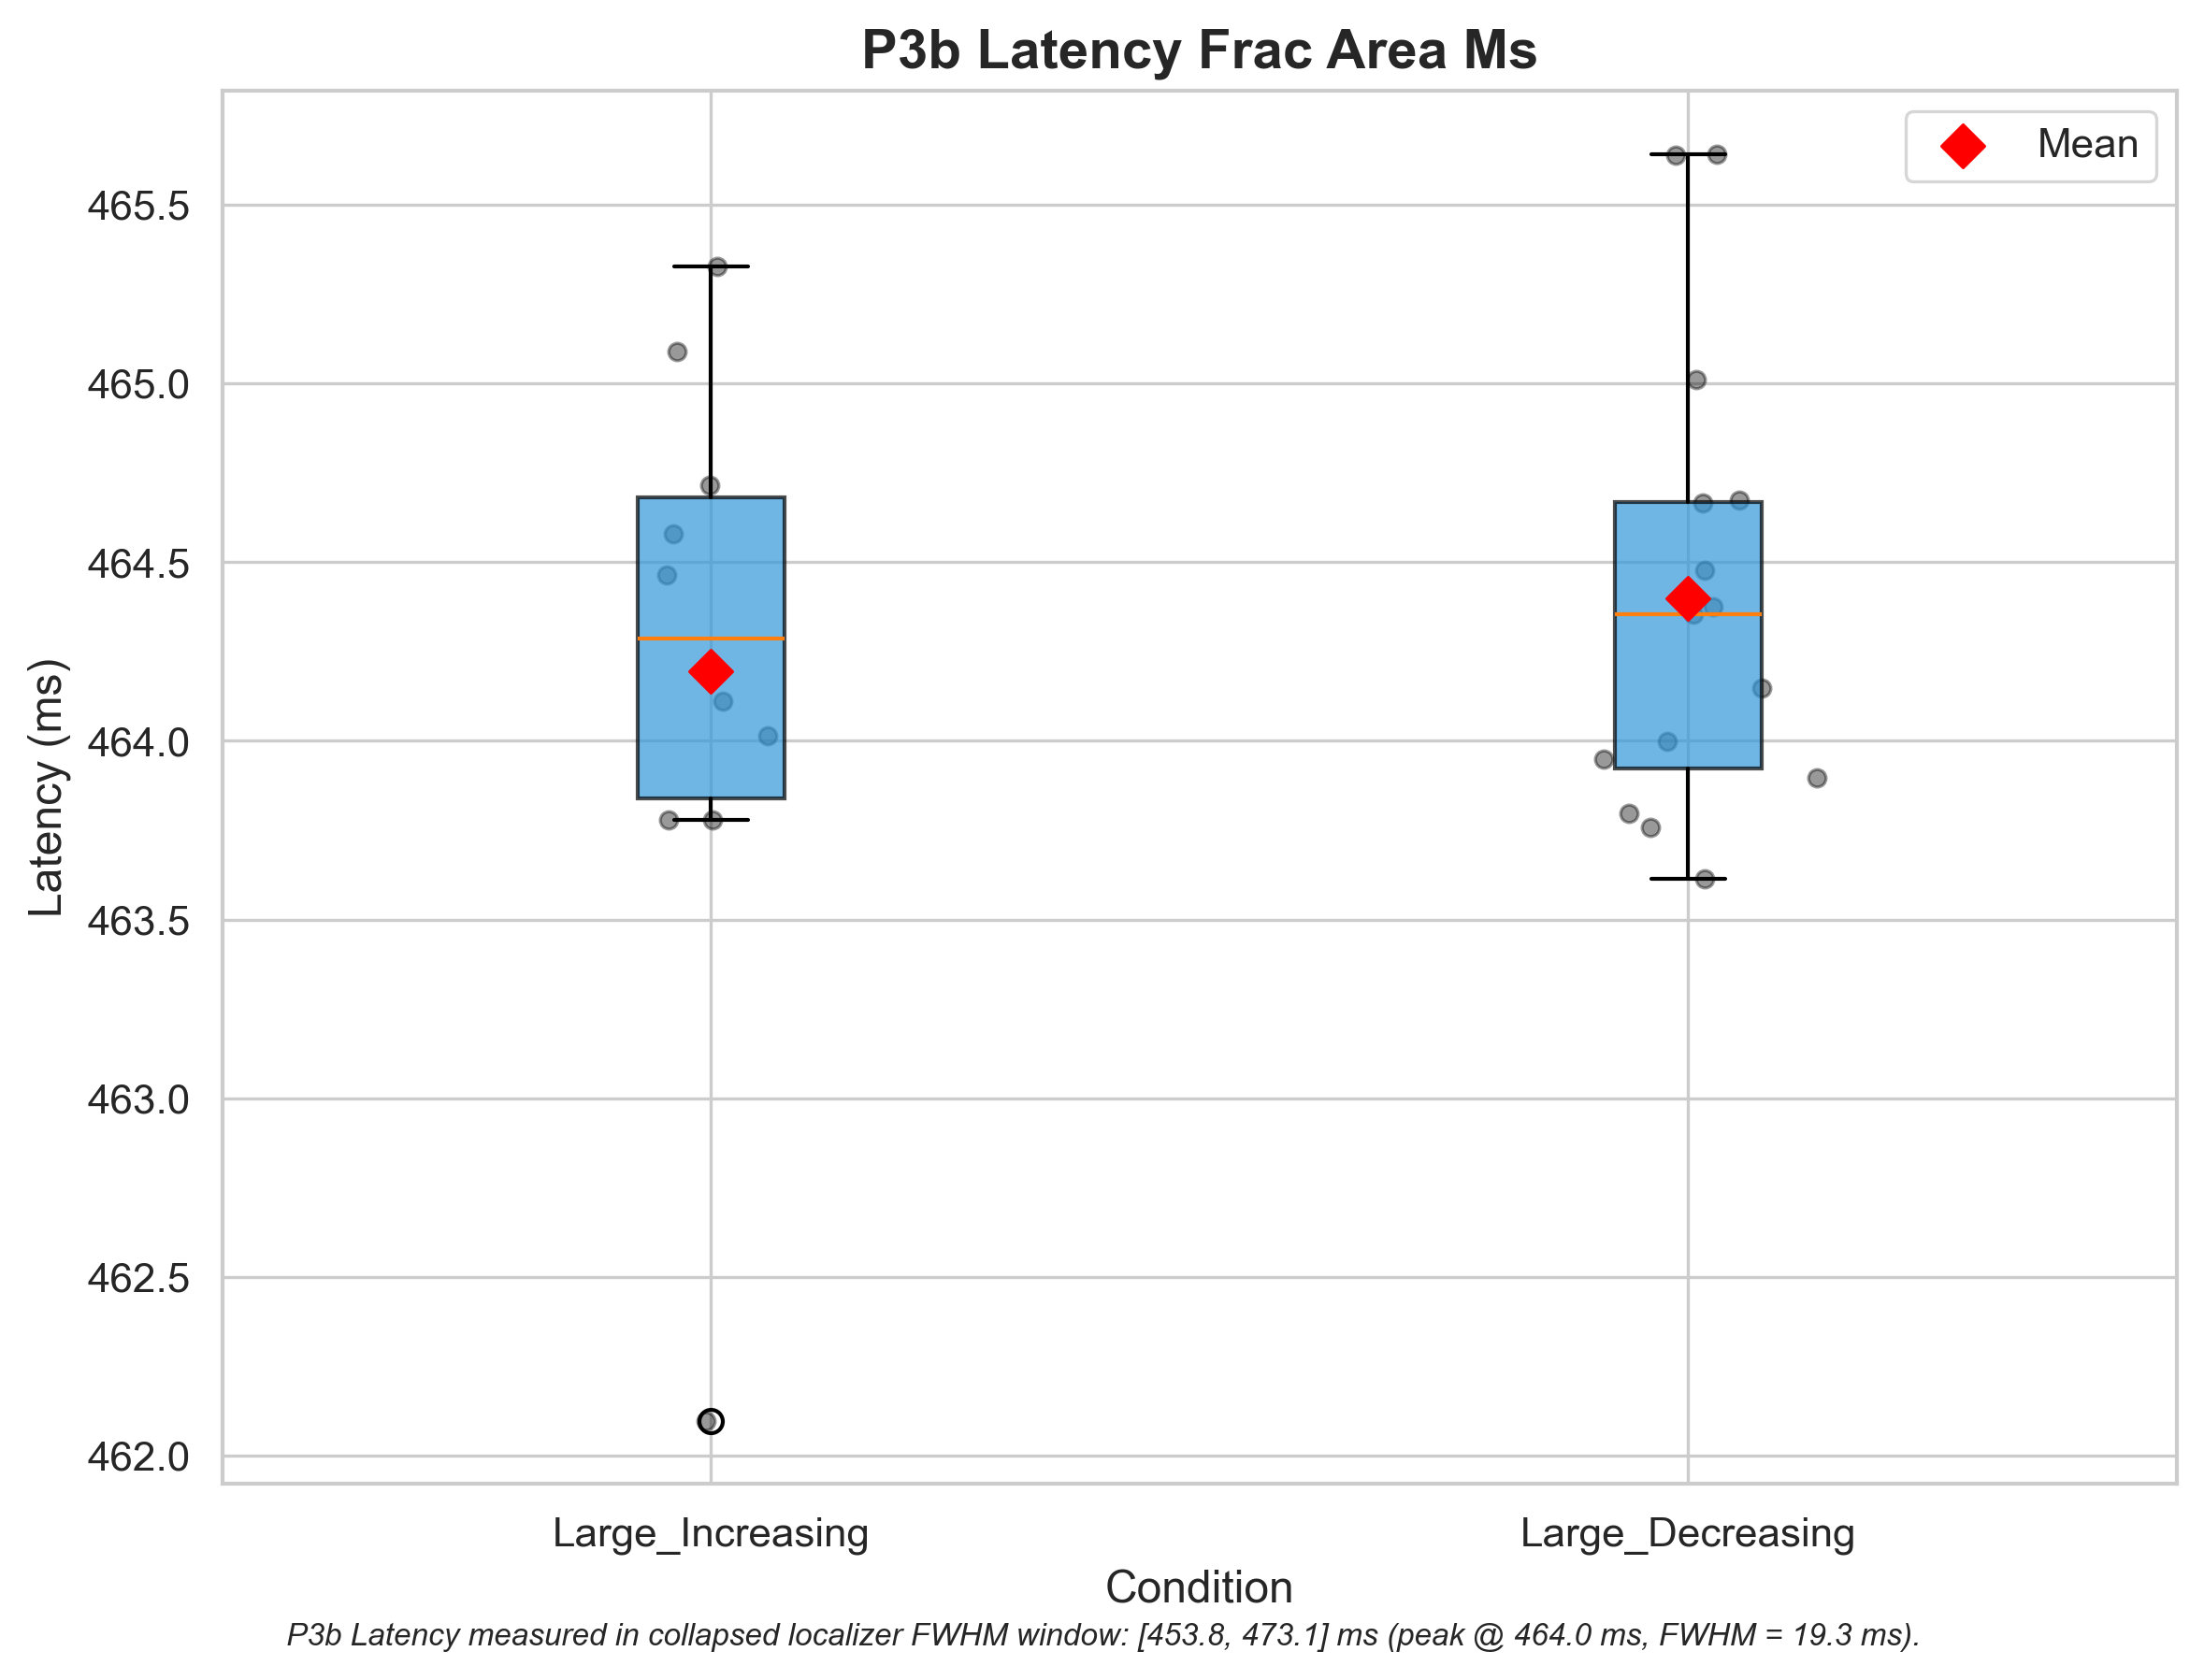 P3b Latency Frac Area Ms
Mean
Latency (ms)
465.5
465.0
464.5
464.0
463.5
463.0
462.5
462.0
Large_Increasing
Large_Decreasing
Condition
P3b Latency measured in collapsed localizer FWHM window: [453.8, 473.1] ms (peak @ 464.0 ms, FWHM = 19.3 ms).